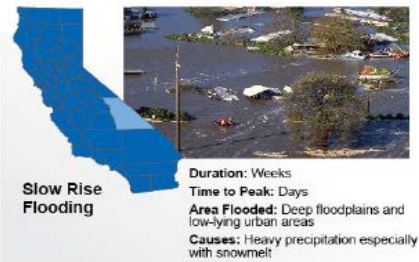 Slow Rise
Flooding
Duration: Weeks
Time to Peak: Days
Area Flooded: Deep floodplains and
low-lying urban areas
Causes: Heavy precipitation especially
with snowmelt